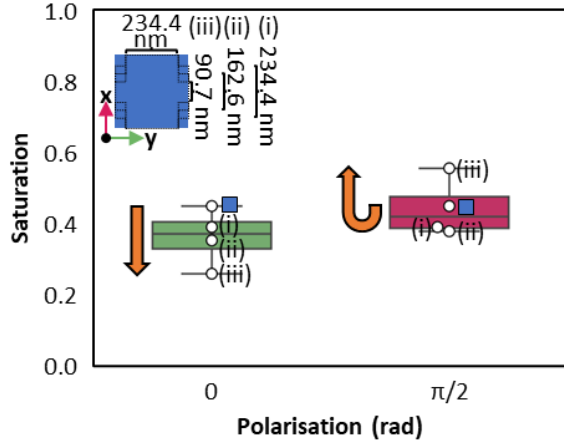 234.4
nm
(iii) (ii) (i)
90.7 nm
162.6 nm
234.4 nm
x
y
1.0
0.8
0.6
0.4
0.2
0.0
Saturation
(i)
(ii)
(iii)
(iii)
(i)
(ii)
0
π/2
Polarisation (rad)